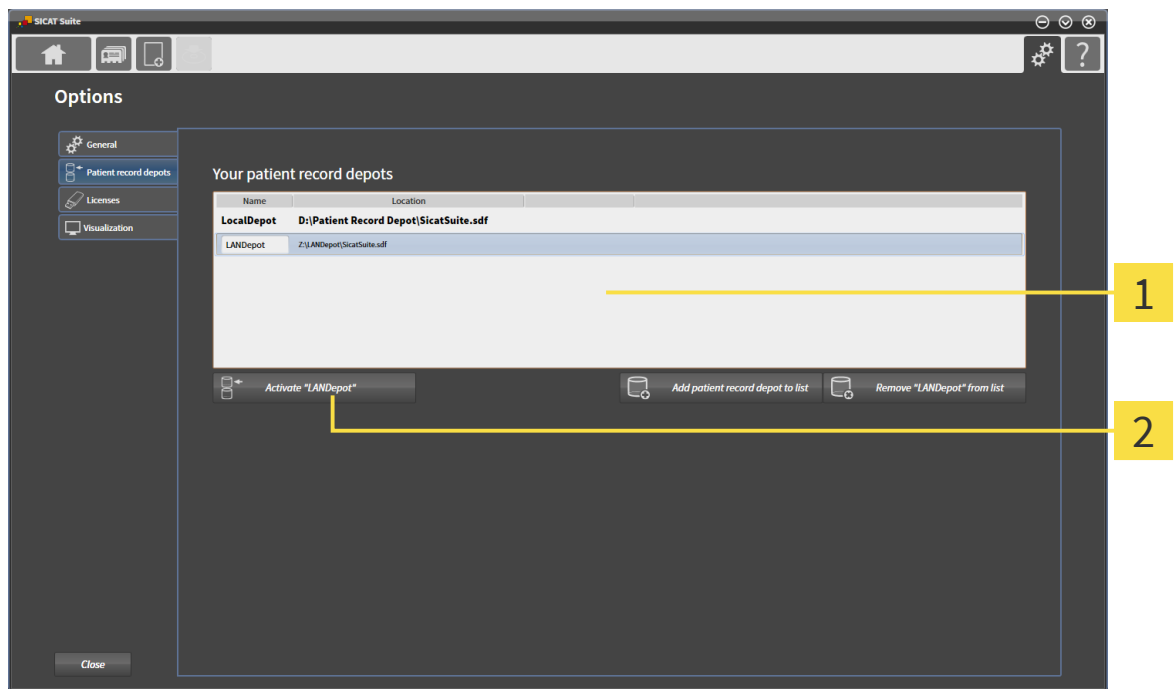 SICAT Suite
?
Options
General
Patient record depots
Licenses
Visualization
Your patient record depots
Name Location
LocalDepot D:\Patient Record Depot\SicatSuite.sdf
LANDepot Z:\LANDepot\SicatSuite.sdf
1
Activate "LANDepot" Add patient record depot to list Remove "LANDepot" from list
2
Close